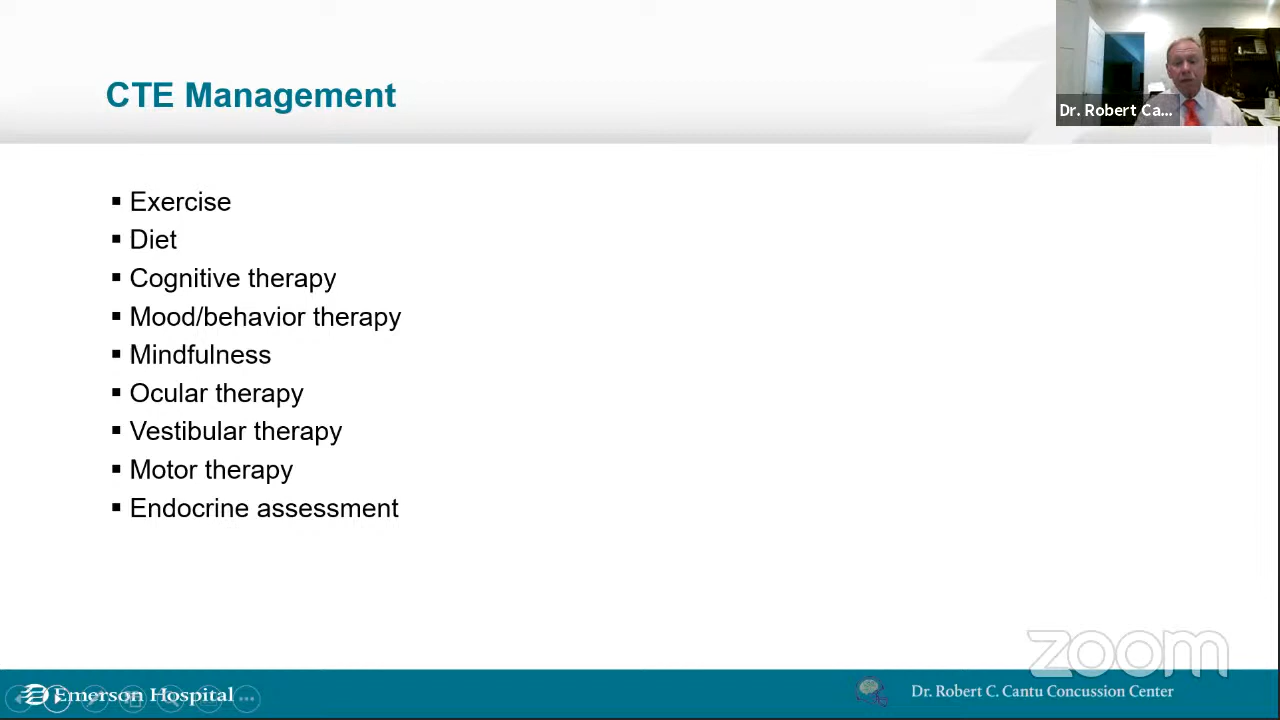 CTE Management
Dr. Robert Ca...
▪ Exercise
▪ Diet
▪ Cognitive therapy
▪ Mood/behavior therapy
▪ Mindfulness
▪ Ocular therapy
▪ Vestibular therapy
▪ Motor therapy
▪ Endocrine assessment
zoom
Emerson Hospital
Dr. Robert C. Cantu Concussion Center